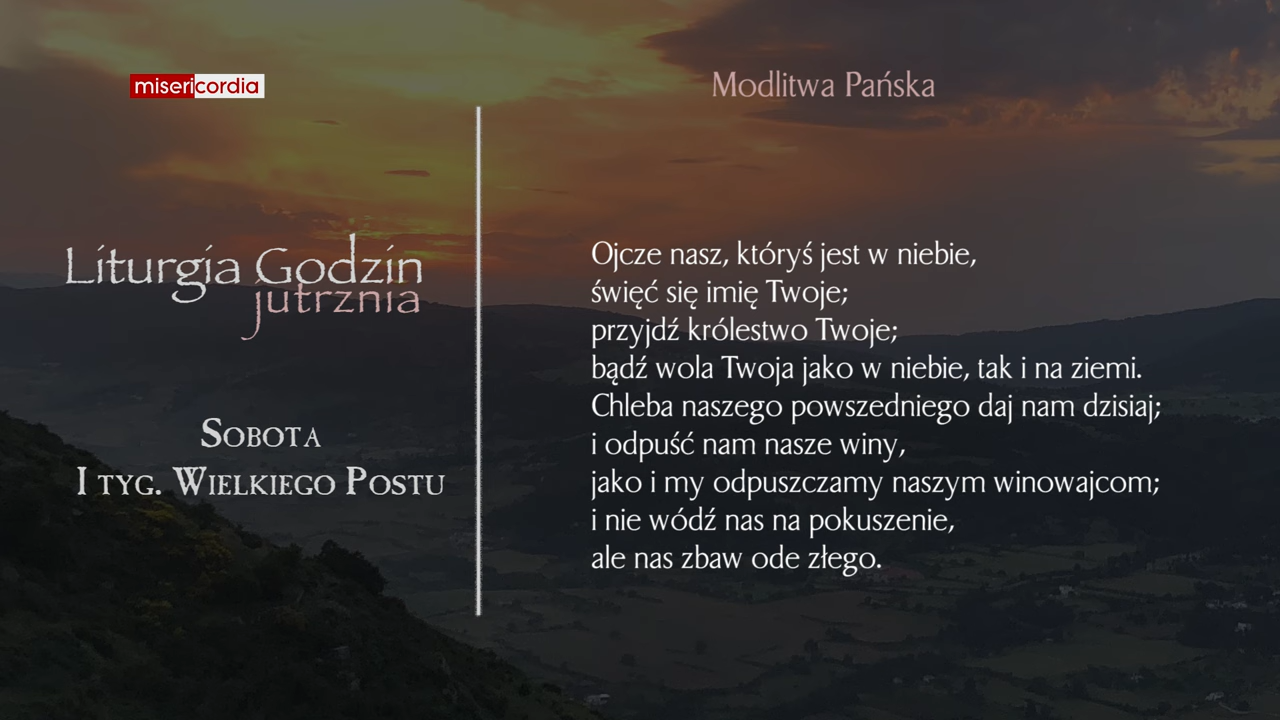 misericordia
Liturgia Godzin
jutrznia
Sobota
I tyg. Wielkiego Postu
Modlitwa Pańska
Ojcze nasz, któryś jest w niebie,
święć się imię Twoje;
przyjdź królestwo Twoje;
bądź wola Twoja jako w niebie, tak i na ziemi.
Chleba naszego powszedniego daj nam dzisiaj;
i odpuść nam nasze winy,
jako i my odpuszczamy naszym winowajcom;
i nie wódź nas na pokuszenie,
ale nas zbaw ode złego.